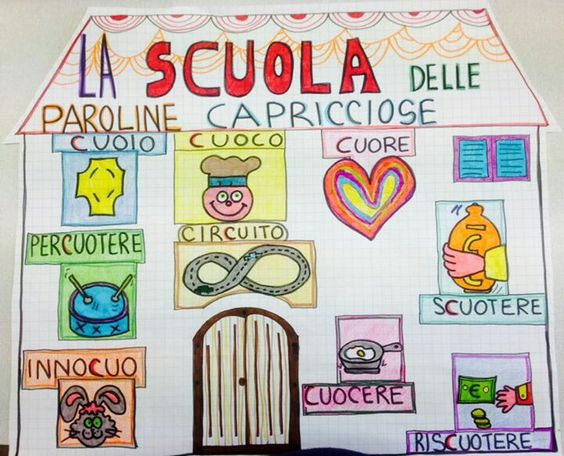 LA SCUOLA DELLE
PAROLINE CAPRICCIOSE
CUOIO
CUOCO
CUORE
PERCUOTERE
CIRCUITO
SCUOTERE
INNOCUO
CUOCERE
RISCUOTERE
€